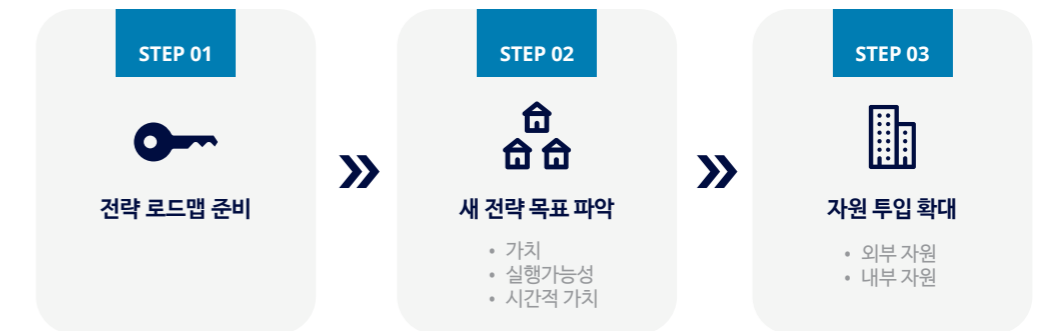 STEP 01
전략 로드맵 준비
STEP 02
새 전략 목표 파악
• 가치
• 실행가능성
• 시간적 가치
STEP 03
자원 투입 확대
• 외부 자원
• 내부 자원